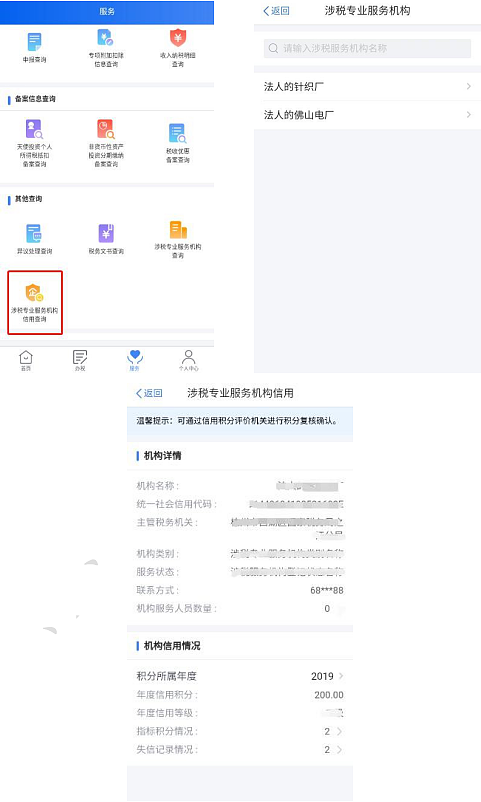 服务
申报查询
专项附加扣除
信息查询
收入纳税明细
查询
备案信息查询
天使投资个人
所得税抵扣
备案查询
非货币性资产
投资分期缴纳
备案查询
税收优惠
备案查询
其他查询
异议处理查询
税务文书查询
涉税专业服务机构
查询
涉税专业服务机构
信用查询
首页
办税
服务
个人中心
返回
涉税专业服务机构
请输入涉税服务机构名称
法人的针织厂
法人的佛山电厂
返回
涉税专业服务机构信用
温馨提示：可通过信用积分评价机关进行积分复核确认。
机构详情
机构名称：
统一社会信用代码：
主管税务机关：
机构类别：
服务状态：
联系方式： 68***88
机构服务人员数量： 0
机构信用情况
积分所属年度 2019
年度信用积分： 200.00
年度信用等级：
指标积分情况： 2
失信记录情况： 2